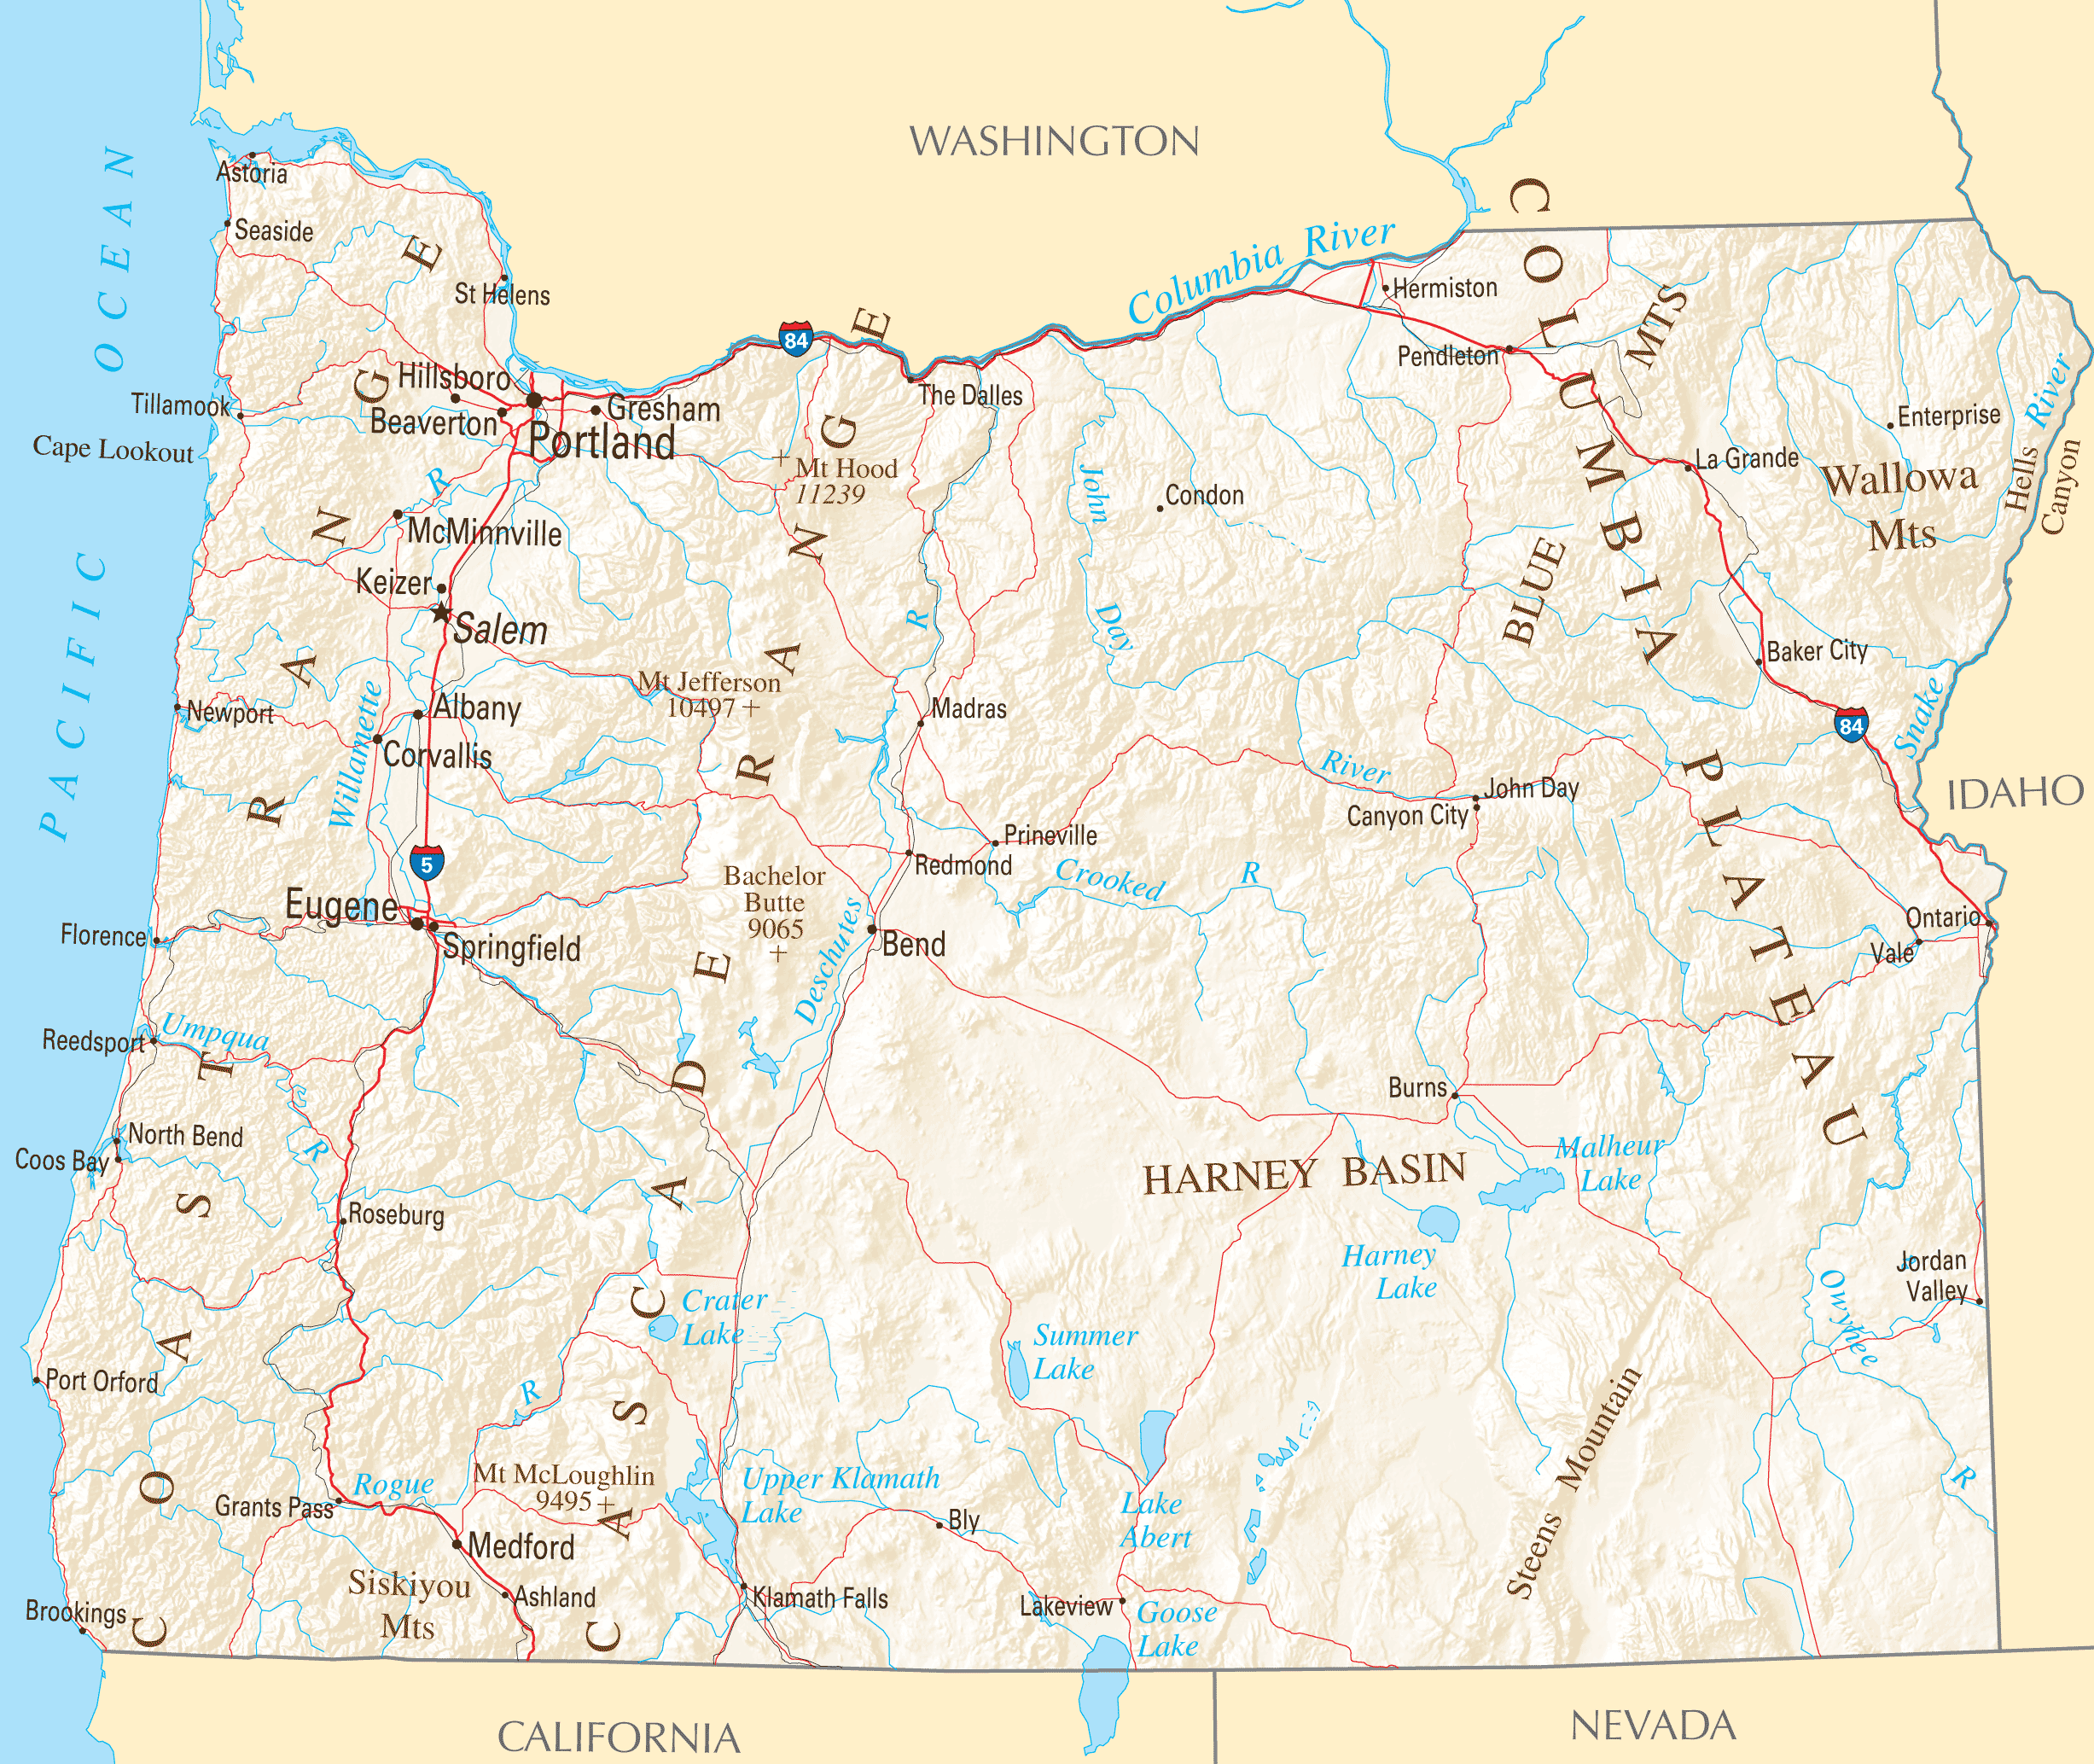 WASHINGTON
PACIFIC OCEAN
Astoria
Seaside
St Helens
Columbia River
Hermiston
Pendleton
84
The Dalles
Hillsboro
Beaverton
Gresham
Portland
Tillamook
Cape Lookout
Mt Hood
11239
Condon
John
Day
River
La Grande
Enterprise
Wallowa
Mts
Hells
Canyon
River
Snake
BLUE
MTS
COLUMBIA PLATEAU
COAST RANGE
CASCADE RANGE
R
McMinnville
Keizer
Salem
Mt Jefferson
10497
R
Madras
Baker City
84
IDAHO
Newport
Albany
Corvallis
Willamette
5
John Day
Canyon City
Prineville
Redmond
Crooked
R
Bachelor
Butte
9065
Deschutes
Bend
Eugene
Springfield
Florence
Ontario
Vale
Reedsport
Umpqua
R
North Bend
Coos Bay
Burns
HARNEY BASIN
Malheur
Lake
Harney
Lake
Roseburg
Jordan
Valley
Owyhee
R
Crater
Lake
Summer
Lake
Port Orford
R
Rogue
Grants Pass
Mt McLoughlin
9495
Upper Klamath
Lake
Bly
Lake
Abert
Steens Mountain
Medford
Siskiyou
Mts
Ashland
Klamath Falls
Lakeview
Goose
Lake
Brookings
CALIFORNIA
NEVADA